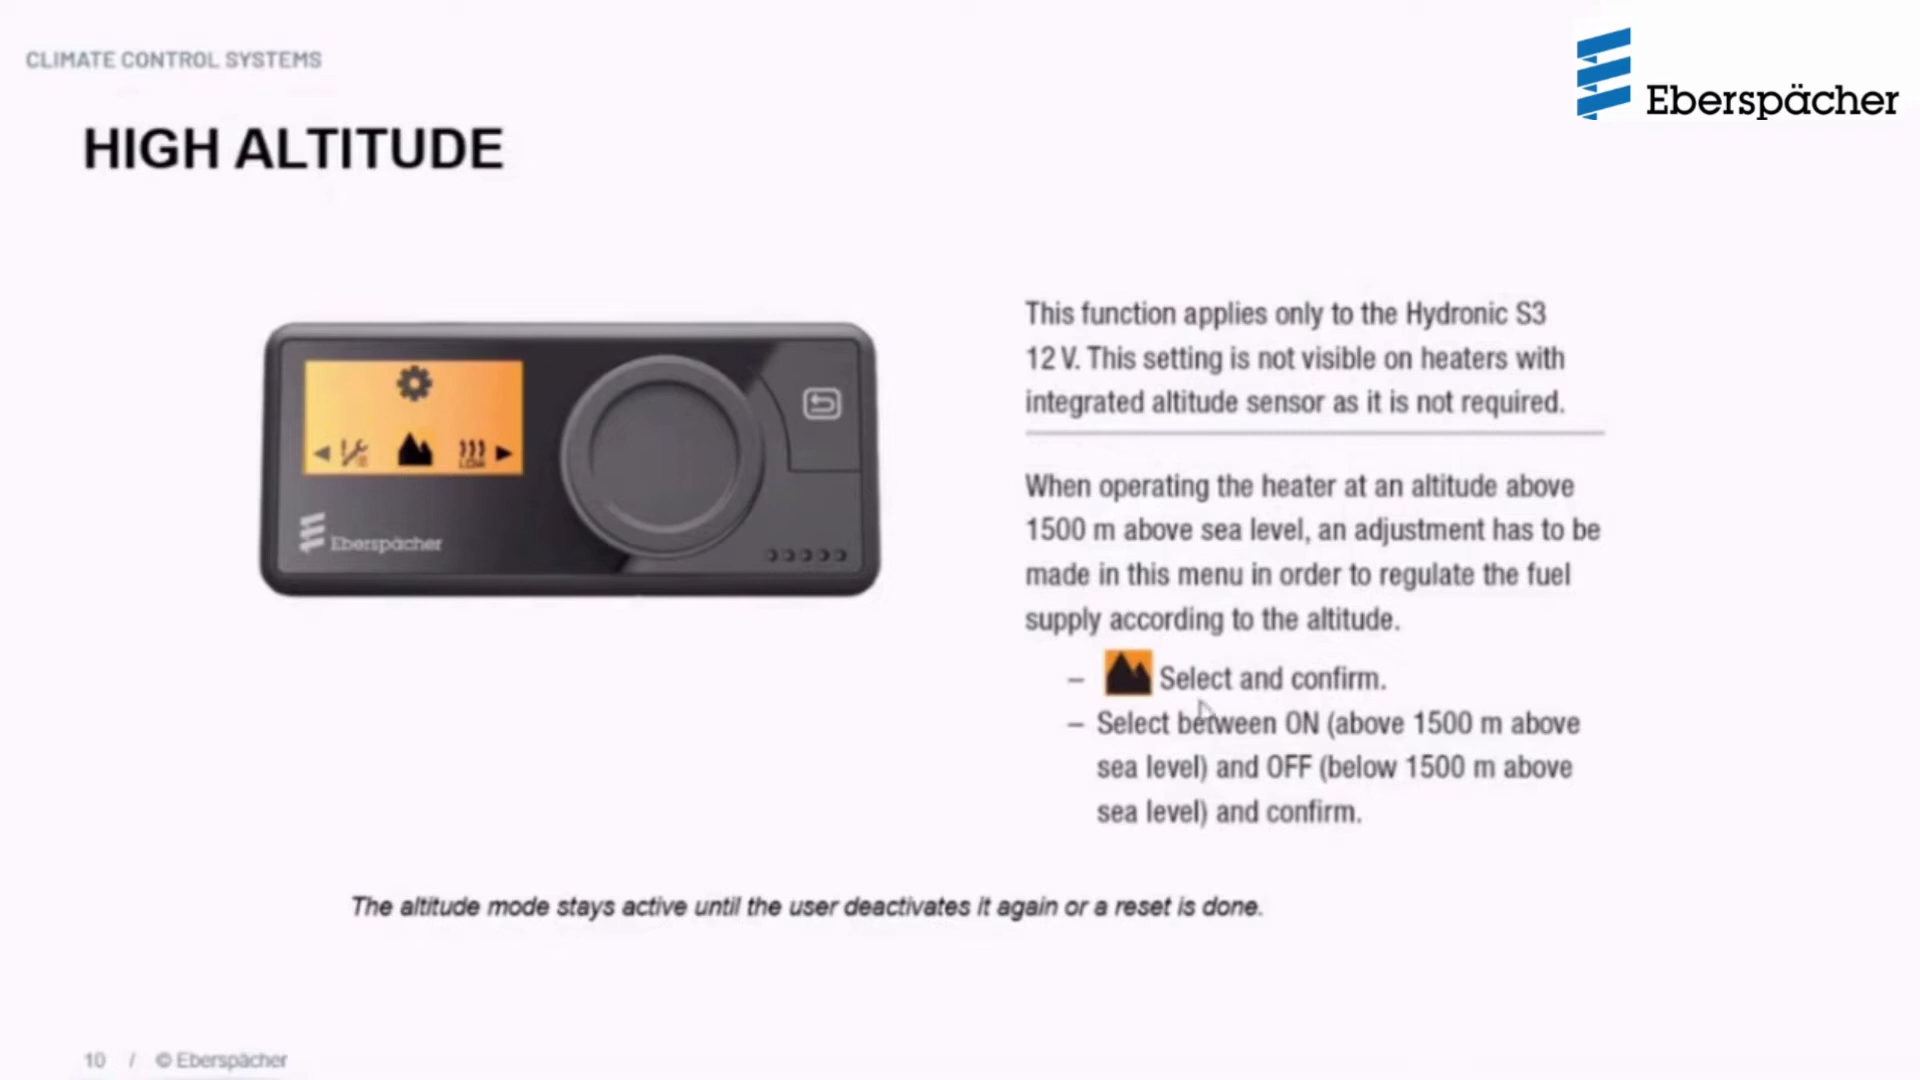 CLIMATE CONTROL SYSTEMS
Eberspächer
HIGH ALTITUDE
This function applies only to the Hydronic S3
12 V. This setting is not visible on heaters with
integrated altitude sensor as it is not required.
LOW
Eberspächer
When operating the heater at an altitude above
1500 m above sea level, an adjustment has to be
made in this menu in order to regulate the fuel
supply according to the altitude.
– Select and confirm.
– Select between ON (above 1500 m above
sea level) and OFF (below 1500 m above
sea level) and confirm.
The altitude mode stays active until the user deactivates it again or a reset is done.
10 / © Eberspächer